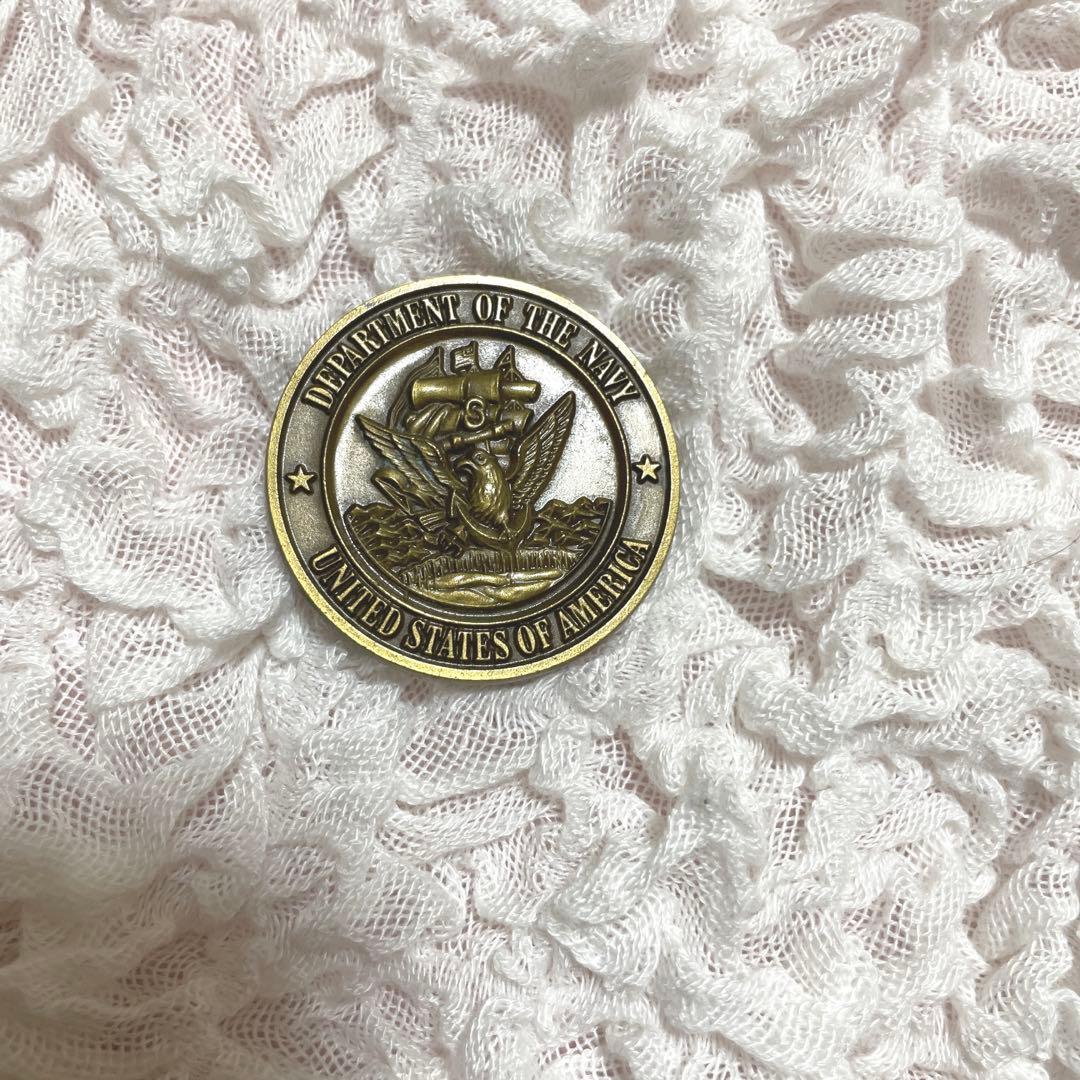 DEPARTMENT OF THE NAVY
S
UNITED STATES OF AMERICA